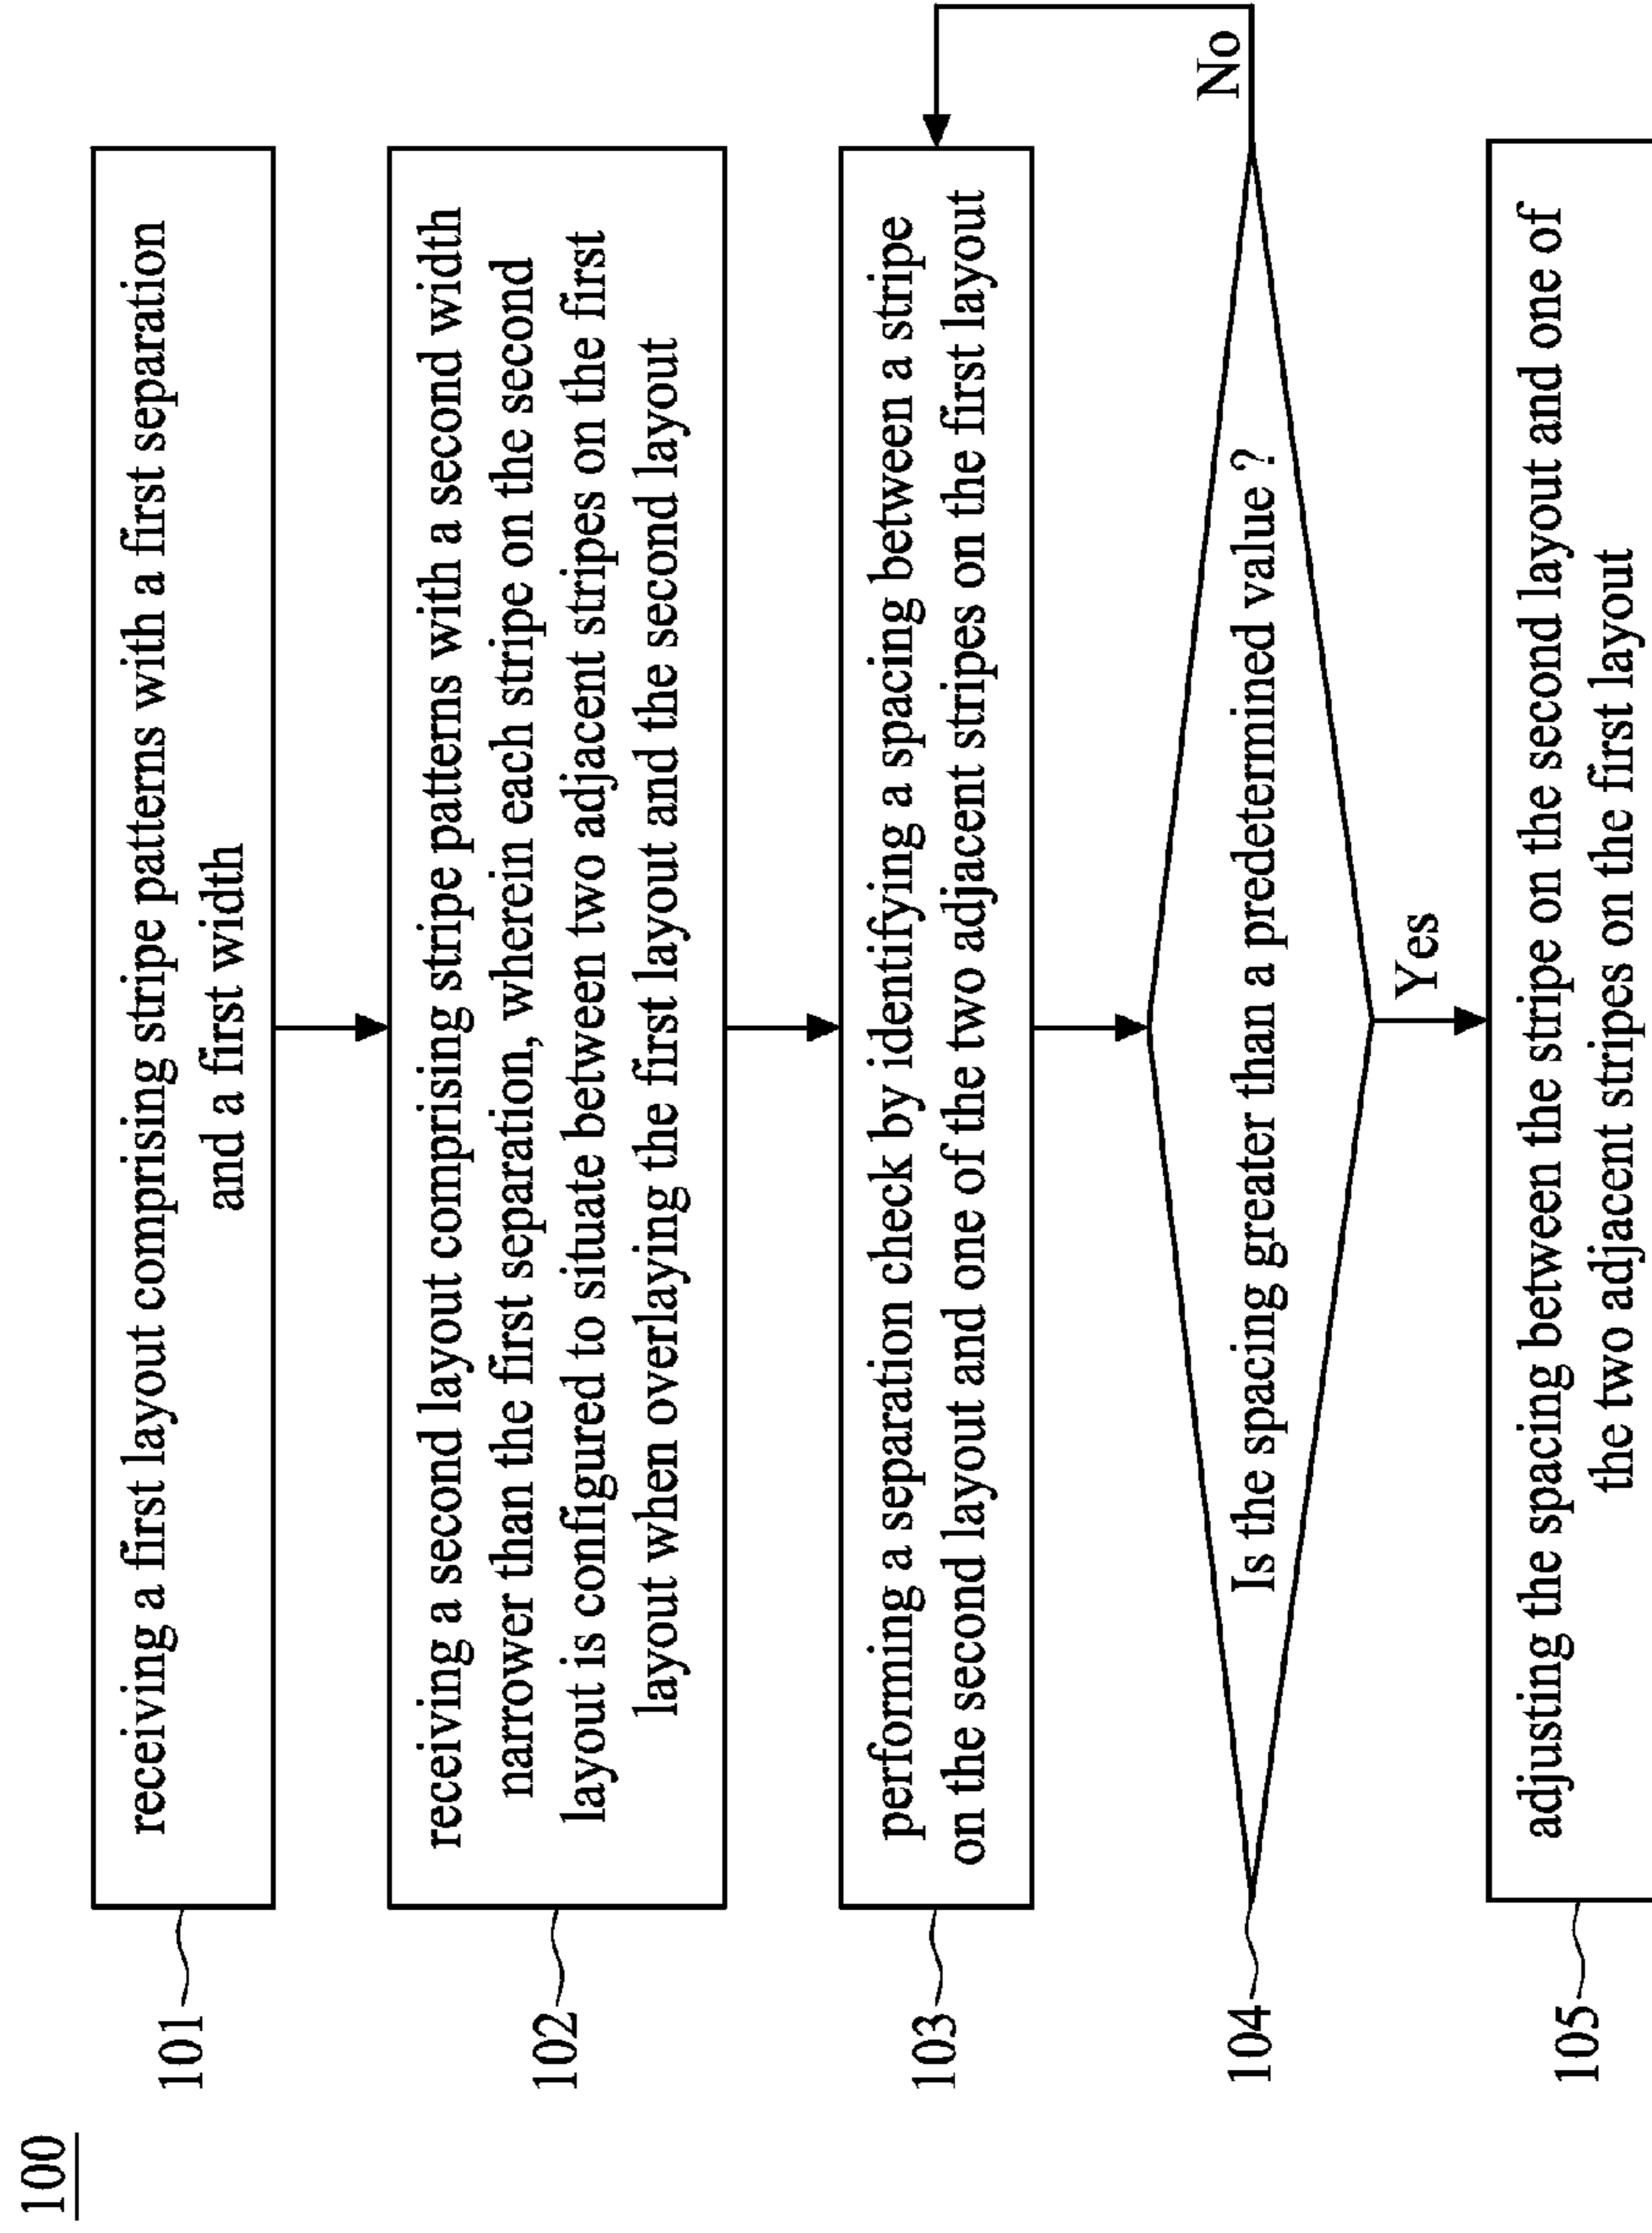 100
101
receiving a first layout comprising stripe patterns with a first separation
and a first width
102
receiving a second layout comprising stripe patterns with a second width
narrower than the first separation, wherein each stripe on the second
layout is configured to situate between two adjacent stripes on the first
layout when overlaying the first layout and the second layout
103
performing a separation check by identifying a spacing between a stripe
on the second layout and one of the two adjacent stripes on the first layout
104
Is the spacing greater than a predetermined value ?
No
Yes
105
adjusting the spacing between the stripe on the second layout and one of
the two adjacent stripes on the first layout